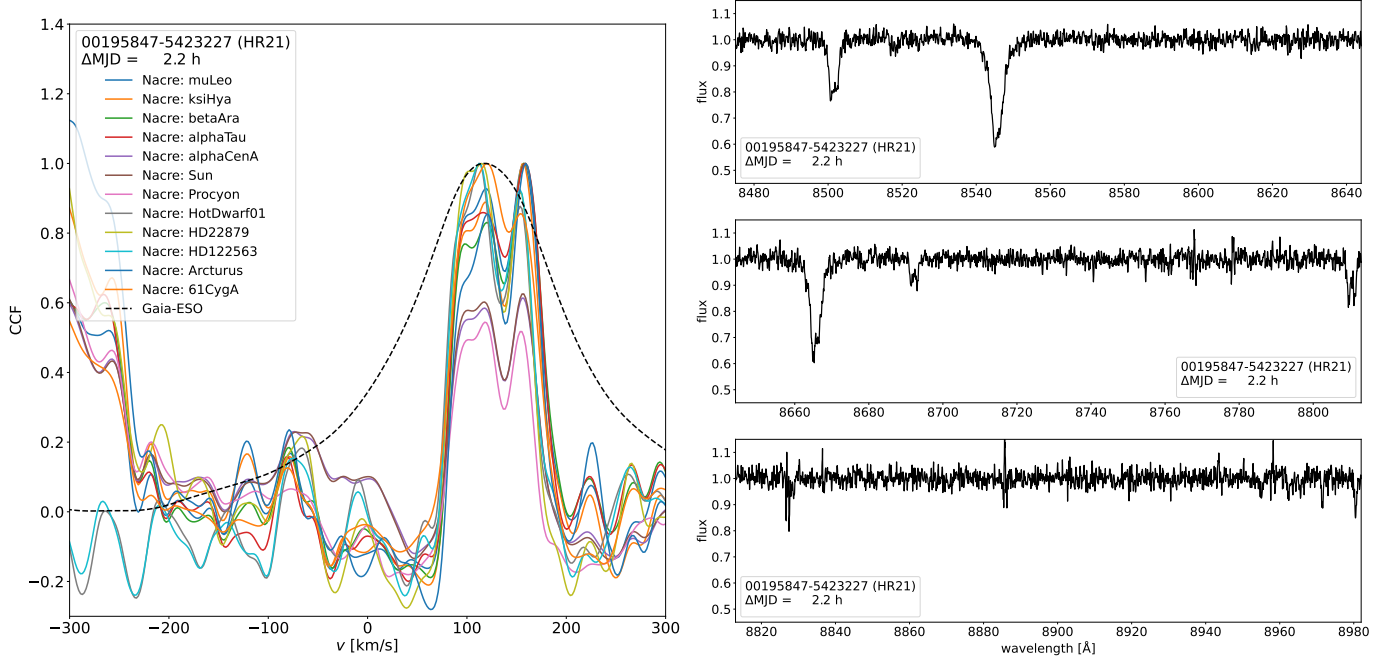 00195847-5423227 (HR21)
ΔMJD = 2.2 h
Nacre: muLeo
Nacre: ksiHya
Nacre: betaAra
Nacre: alphaTau
Nacre: alphaCenA
Nacre: Sun
Nacre: Procyon
Nacre: HotDwarf01
Nacre: HD22879
Nacre: HD122563
Nacre: Arcturus
Nacre: 61CygA
Gaia-ESO
CCF
1.4
1.2
1.0
0.8
0.6
0.4
0.2
0.0
−0.2
−300 −200 −100 0 100 200 300
v [km/s]
flux
1.1
1.0
0.9
0.8
0.7
0.6
0.5
00195847-5423227 (HR21)
ΔMJD = 2.2 h
8480 8500 8520 8540 8560 8580 8600 8620 8640
flux
1.1
1.0
0.9
0.8
0.7
0.6
0.5
00195847-5423227 (HR21)
ΔMJD = 2.2 h
8660 8680 8700 8720 8740 8760 8780 8800
flux
1.1
1.0
0.9
0.8
0.7
0.6
0.5
00195847-5423227 (HR21)
ΔMJD = 2.2 h
8820 8840 8860 8880 8900 8920 8940 8960 8980
wavelength [Å]